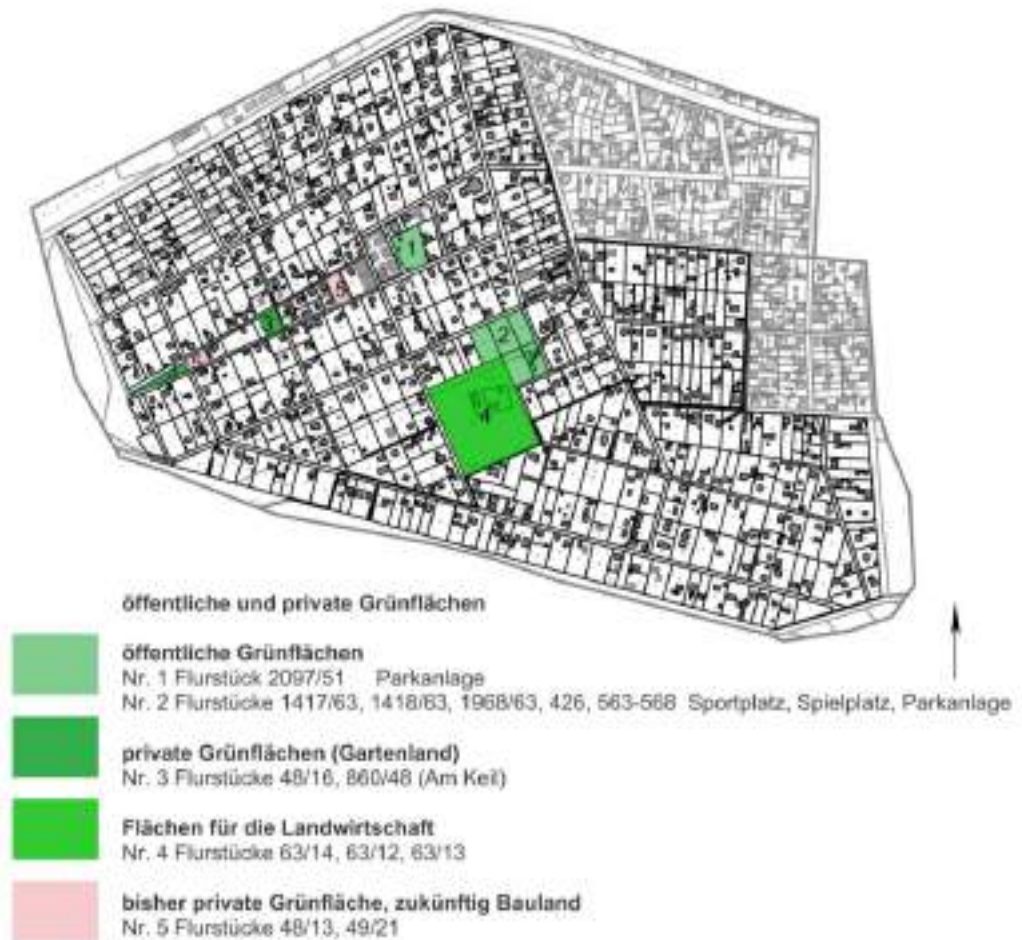 1
2
öffentliche und private Grünflächen
öffentliche Grünflächen
Nr. 1 Flurstück 2097/51 Parkanlage
Nr. 2 Flurstücke 1417/63, 1418/63, 1968/63, 426, 563-568 Sportplatz, Spielplatz, Parkanlage
private Grünflächen (Gartenland)
Nr. 3 Flurstücke 48/16, 860/48 (Am Keil)
Flächen für die Landwirtschaft
Nr. 4 Flurstücke 63/14, 63/12, 63/13
bisher private Grünfläche, zukünftig Bauland
Nr. 5 Flurstücke 48/13, 49/21